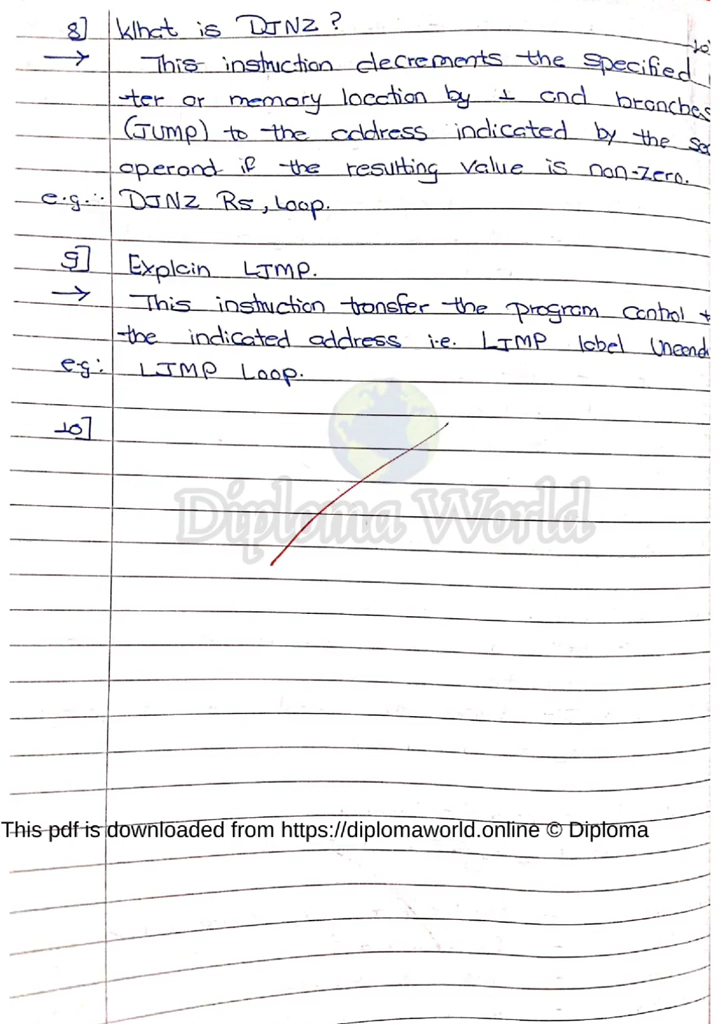 8] What is DJNZ?
→ This instruction decrements the specified
-ter or memory location by 1 and branches
(Jump) to the address indicated by the
operand if the resulting value is non-zero.
e.g.: DJNZ R5, Loop.
9] Explain LJMP.
→ This instruction transfer the program control
the indicated address i.e. LJMP label
e.g: LJMP Loop.
10]
Diploma World
This pdf is downloaded from https://diplomaworld.online © Diploma